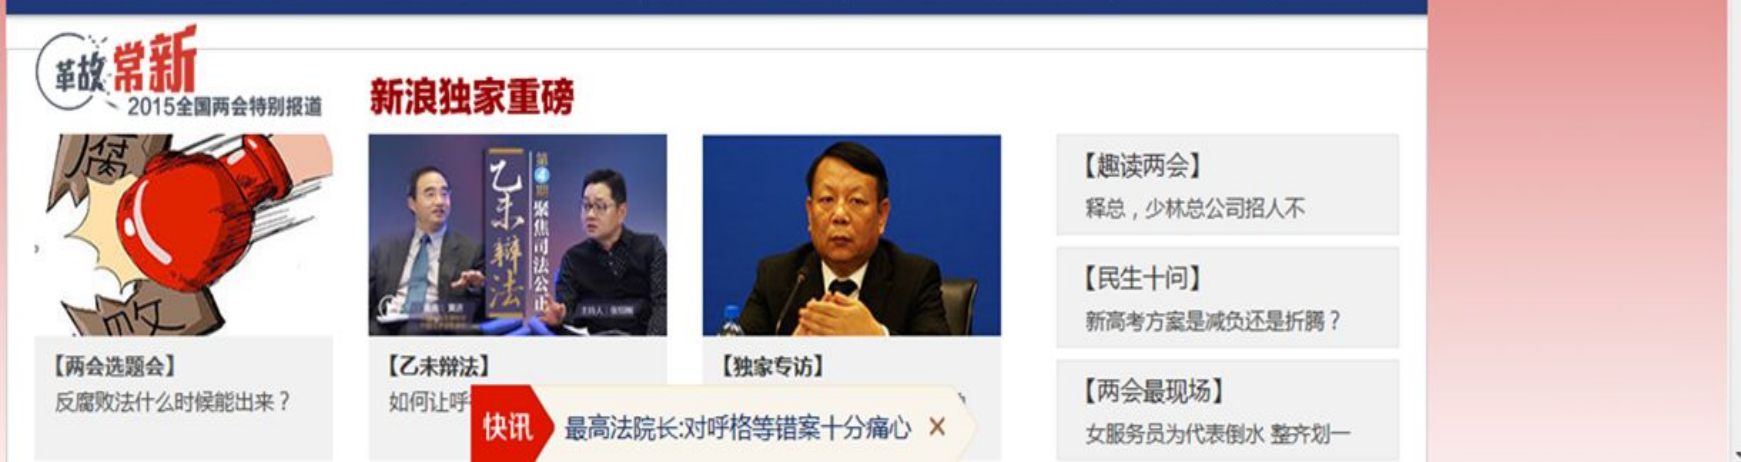 革故常新
2015全国两会特别报道
新浪独家重磅
腐
败
【两会选题会】
反腐败法什么时候能出来？
乙未辩法
第4期
聚焦司法公正
【乙未辩法】
如何让呼
【独家专访】
【趣读两会】
释总，少林总公司招人不
【民生十问】
新高考方案是减负还是折腾？
【两会最现场】
女服务员为代表倒水 整齐划一
快讯
最高法院长:对呼格等错案十分痛心
×